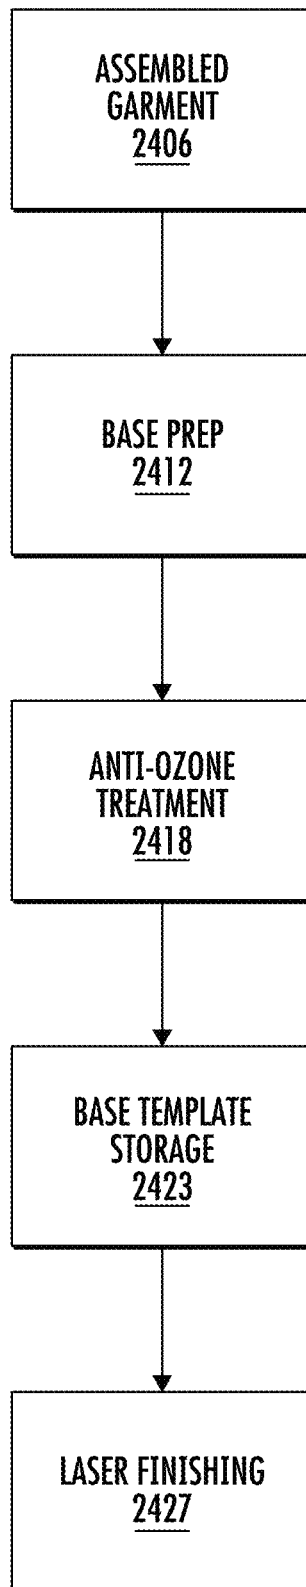 ASSEMBLED
GARMENT
2406
BASE PREP
2412
ANTI-OZONE
TREATMENT
2418
BASE TEMPLATE
STORAGE
2423
LASER FINISHING
2427